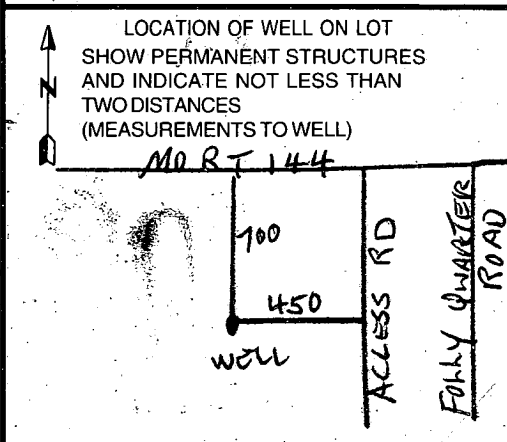 LOCATION OF WELL ON LOT
SHOW PERMANENT STRUCTURES
AND INDICATE NOT LESS THAN
TWO DISTANCES
(MEASUREMENTS TO WELL)
N
MD RT 144
700
450
WELL
ACCESS RD
FOLLY QUARTER
ROAD